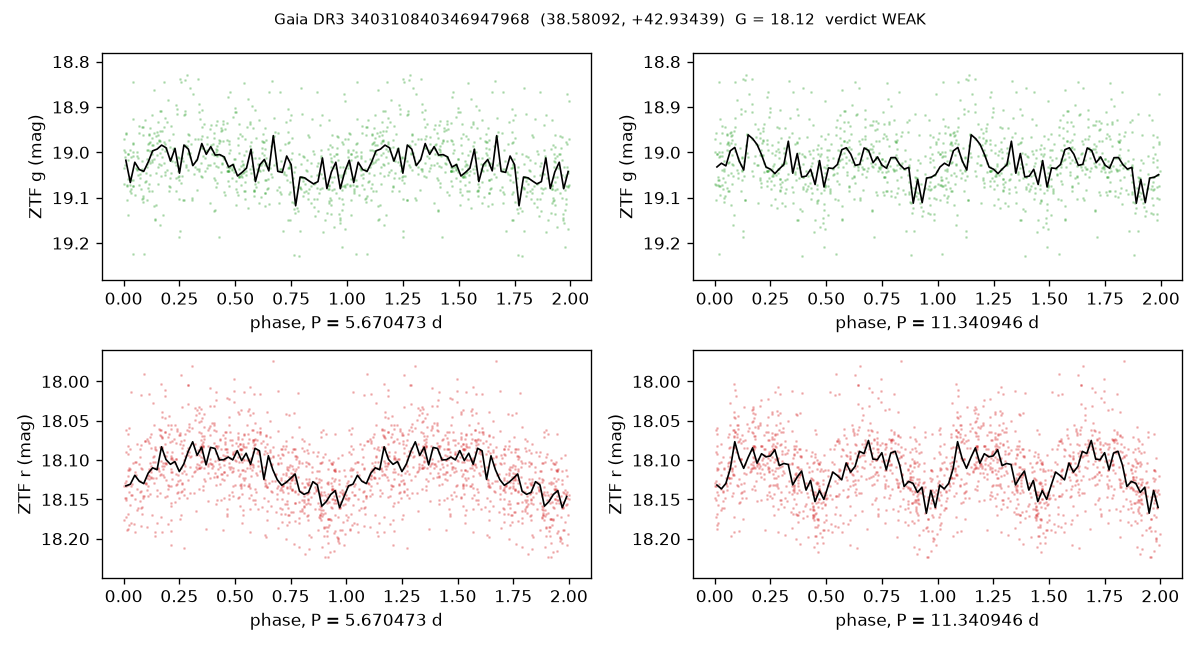 Gaia DR3 340310840346947968  (38.58092, +42.93439)  G = 18.12  verdict WEAK
ZTF g (mag)
18.8
18.9
19.0
19.1
19.2
0.00 0.25 0.50 0.75 1.00 1.25 1.50 1.75 2.00
phase, P = 5.670473 d
ZTF g (mag)
18.8
18.9
19.0
19.1
19.2
0.00 0.25 0.50 0.75 1.00 1.25 1.50 1.75 2.00
phase, P = 11.340946 d
ZTF r (mag)
18.00
18.05
18.10
18.15
18.20
0.00 0.25 0.50 0.75 1.00 1.25 1.50 1.75 2.00
phase, P = 5.670473 d
ZTF r (mag)
18.00
18.05
18.10
18.15
18.20
0.00 0.25 0.50 0.75 1.00 1.25 1.50 1.75 2.00
phase, P = 11.340946 d